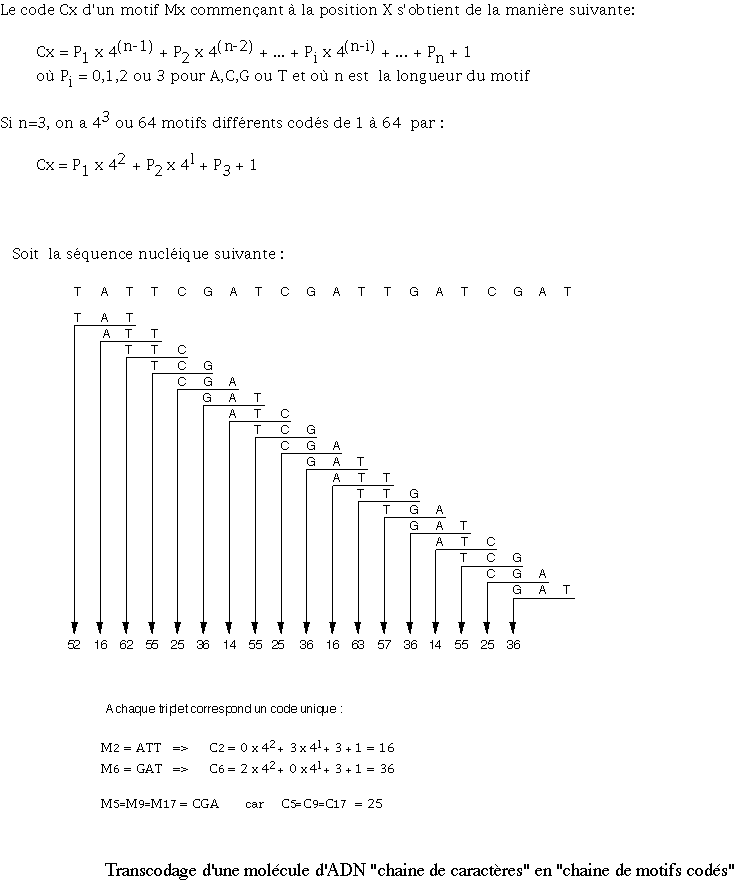 Le code Cx d'un motif Mx commençant à la position X s'obtient de la manière suivante:
Cx = P1 x 4(n-1) + P2 x 4(n-2) + ... + Pi x 4(n-i) + ... + Pn + 1
où Pi = 0,1,2 ou 3 pour A,C,G ou T et où n est la longueur du motif
Si n=3, on a 43 ou 64 motifs différents codés de 1 à 64 par :
Cx = P1 x 42 + P2 x 41 + P3 + 1
Soit la séquence nucléique suivante :
T A T T C G A T C G A T T G A T C G A T
T A T
A T T
T T C
T C G
C G A
G A T
A T C
T C G
C G A
G A T
A T T
T T G
T G A
G A T
A T C
T C G
C G A
G A T
52 16 62 55 25 36 14 55 25 36 16 63 57 36 14 55 25 36
A chaque triplet correspond un code unique :
M2 = ATT => C2 = 0 x 42 + 3 x 41 + 3 + 1 = 16
M6 = GAT => C6 = 2 x 42 + 0 x 41 + 3 + 1 = 36
M5=M9=M17 = CGA car C5=C9=C17 = 25
Transcodage d'une molécule d'ADN "chaine de caractères" en "chaine de motifs codés"